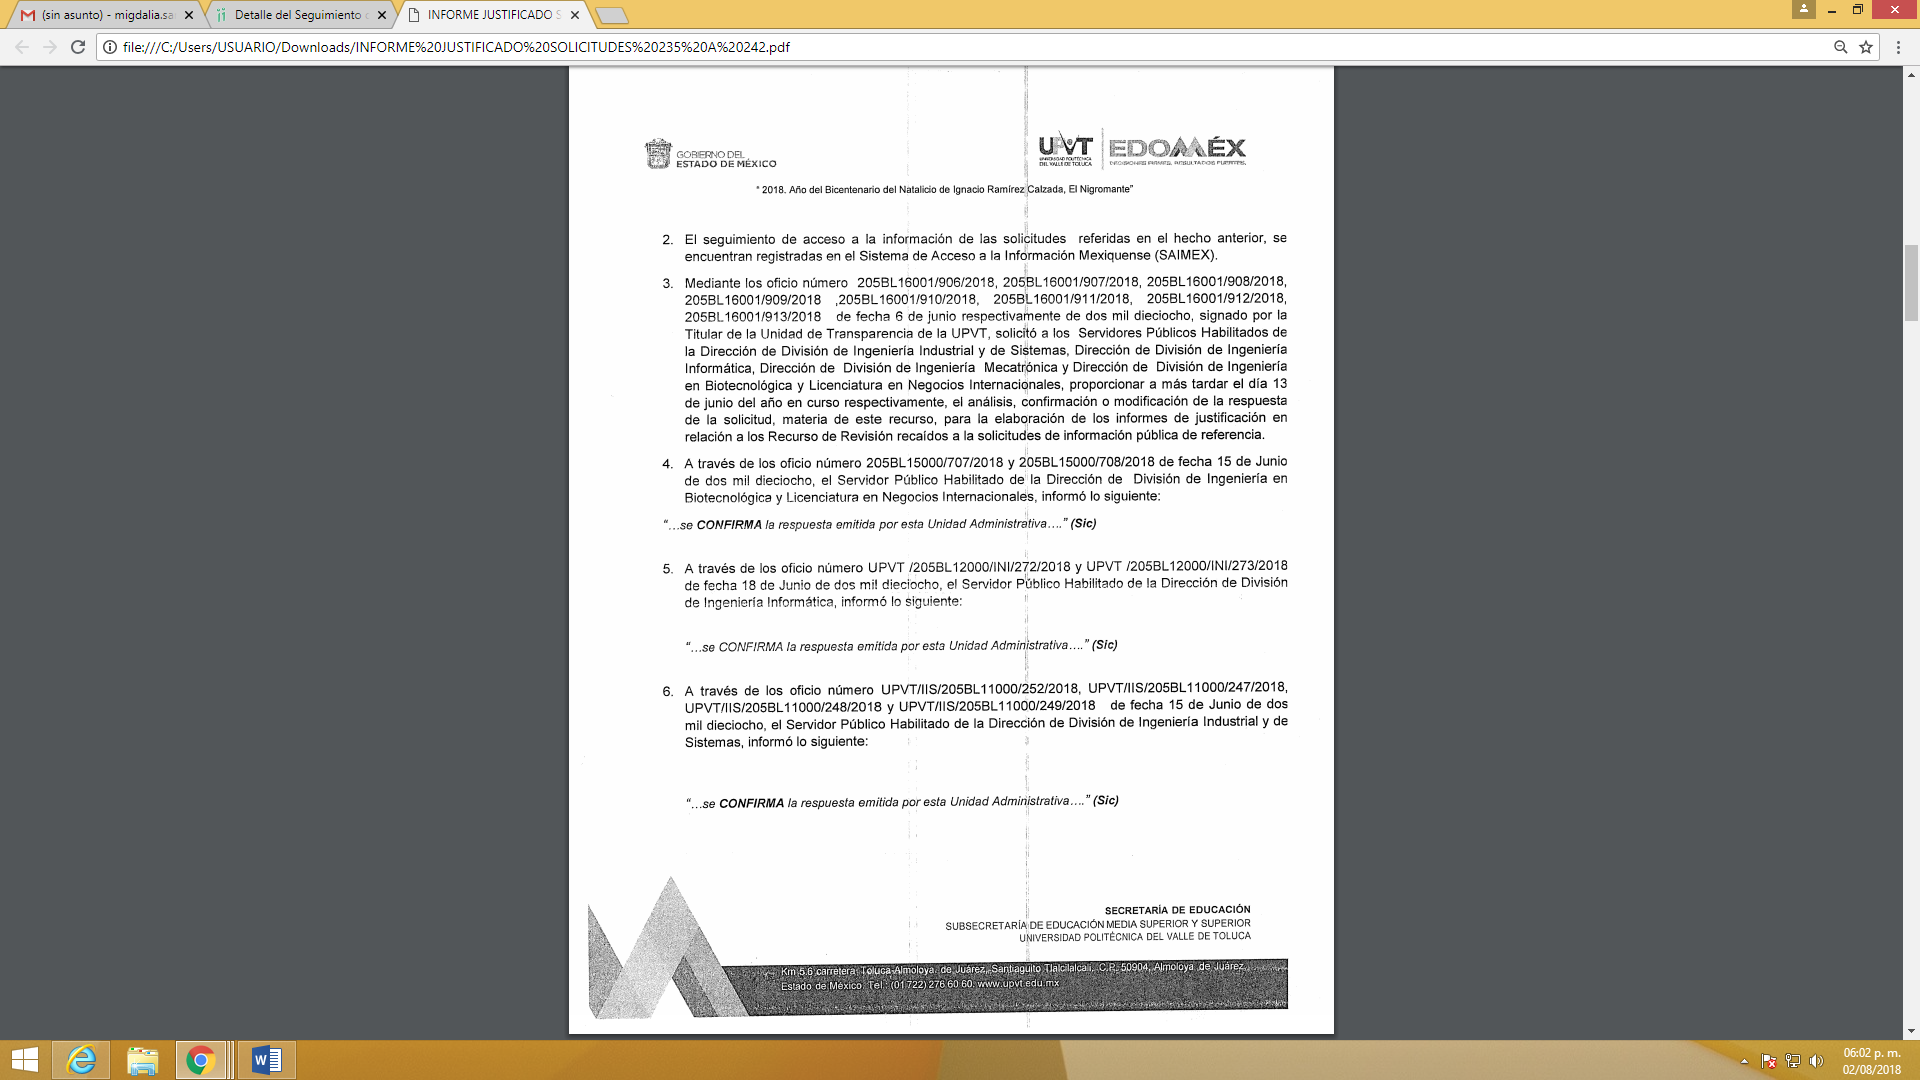 (sin asunto) - migdalia.sa
Detalle del Seguimiento
INFORME JUSTIFICADO S
file:///C:/Users/USUARIO/Downloads/INFORME%20JUSTIFICADO%20SOLICITUDES%20235%20A%20242.pdf
GOBIERNO DEL
ESTADO DE MÉXICO
UPVT
UNIVERSIDAD POLITÉCNICA
DEL VALLE DE TOLUCA
EDOMÉX
DECISIONES FIRMES, RESULTADOS FUERTES.
" 2018. Año del Bicentenario del Natalicio de Ignacio Ramírez Calzada, El Nigromante"
2. El seguimiento de acceso a la información de las solicitudes referidas en el hecho anterior, se
encuentran registradas en el Sistema de Acceso a la Información Mexiquense (SAIMEX).
3. Mediante los oficio número 205BL16001/906/2018, 205BL16001/907/2018, 205BL16001/908/2018,
205BL16001/909/2018 ,205BL16001/910/2018, 205BL16001/911/2018, 205BL16001/912/2018,
205BL16001/913/2018 de fecha 6 de junio respectivamente de dos mil dieciocho, signado por la
Titular de la Unidad de Transparencia de la UPVT, solicitó a los Servidores Públicos Habilitados de
la Dirección de División de Ingeniería Industrial y de Sistemas, Dirección de División de Ingeniería
Informática, Dirección de División de Ingeniería Mecatrónica y Dirección de División de Ingeniería
en Biotecnológica y Licenciatura en Negocios Internacionales, proporcionar a más tardar el día 13
de junio del año en curso respectivamente, el análisis, confirmación o modificación de la respuesta
de la solicitud, materia de este recurso, para la elaboración de los informes de justificación en
relación a los Recurso de Revisión recaídos a la solicitudes de información pública de referencia.
4. A través de los oficio número 205BL15000/707/2018 y 205BL15000/708/2018 de fecha 15 de Junio
de dos mil dieciocho, el Servidor Público Habilitado de la Dirección de División de Ingeniería en
Biotecnológica y Licenciatura en Negocios Internacionales, informó lo siguiente:
"...se CONFIRMA la respuesta emitida por esta Unidad Administrativa...." (Sic)
5. A través de los oficio número UPVT /205BL12000/INI/272/2018 y UPVT /205BL12000/INI/273/2018
de fecha 18 de Junio de dos mil dieciocho, el Servidor Público Habilitado de la Dirección de División
de Ingeniería Informática, informó lo siguiente:
"...se CONFIRMA la respuesta emitida por esta Unidad Administrativa...." (Sic)
6. A través de los oficio número UPVT/IIS/205BL11000/252/2018, UPVT/IIS/205BL11000/247/2018,
UPVT/IIS/205BL11000/248/2018 y UPVT/IIS/205BL11000/249/2018 de fecha 15 de Junio de dos
mil dieciocho, el Servidor Público Habilitado de la Dirección de División de Ingeniería Industrial y de
Sistemas, informó lo siguiente:
"...se CONFIRMA la respuesta emitida por esta Unidad Administrativa...." (Sic)
SECRETARÍA DE EDUCACIÓN
SUBSECRETARÍA DE EDUCACIÓN MEDIA SUPERIOR Y SUPERIOR
UNIVERSIDAD POLITÉCNICA DEL VALLE DE TOLUCA
Km 5.6 carretera Toluca-Almoloya de Juárez, Santiaguito Tlalcilalcali, C.P. 50904, Almoloya de Juárez,
Estado de México. Tel.: (01722) 276 60 60. www.upvt.edu.mx
06:02 p. m.
02/08/2018